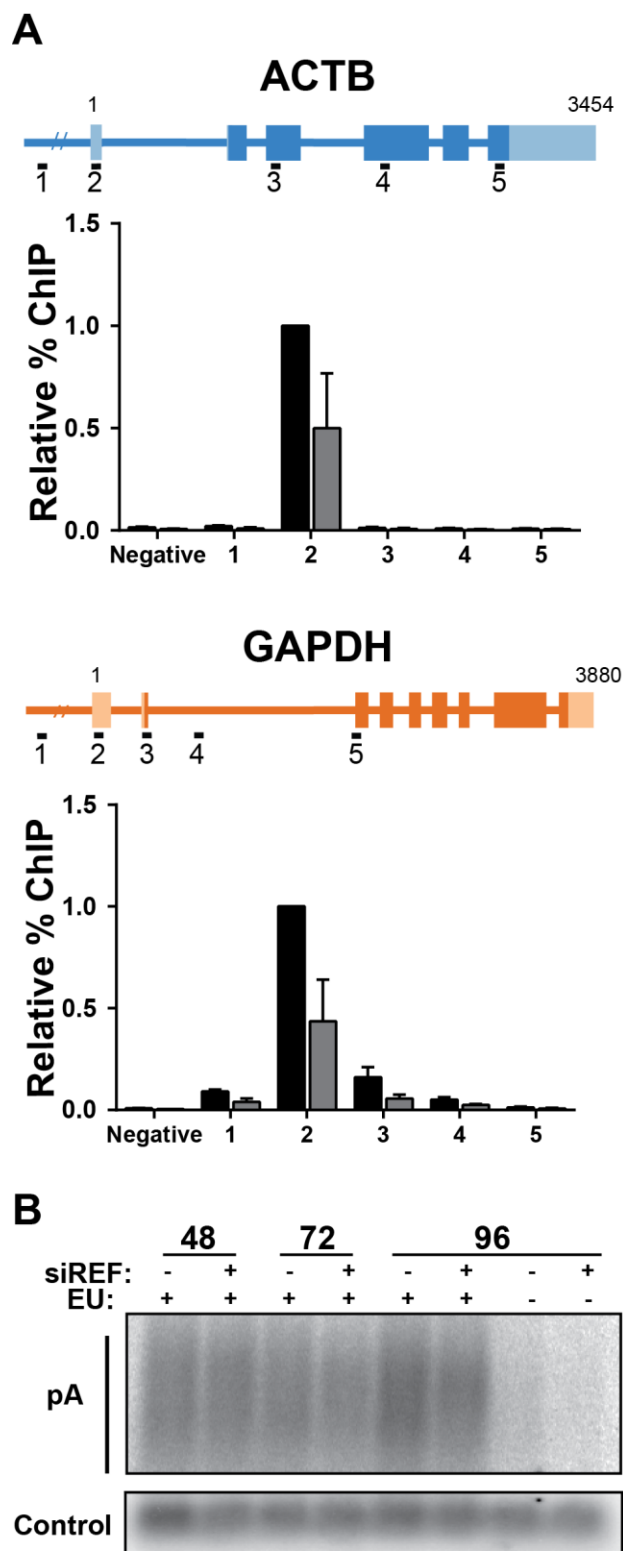 A
ACTB
1 3454
1 2 3 4 5
Relative % ChIP
1.5
1.0
0.5
0.0
Negative 1 2 3 4 5
GAPDH
1 3880
1 2 3 4 5
Relative % ChIP
1.5
1.0
0.5
0.0
Negative 1 2 3 4 5
B
48 72 96
siREF: - + - + - + - +
EU: + + + + + + - -
pA
Control